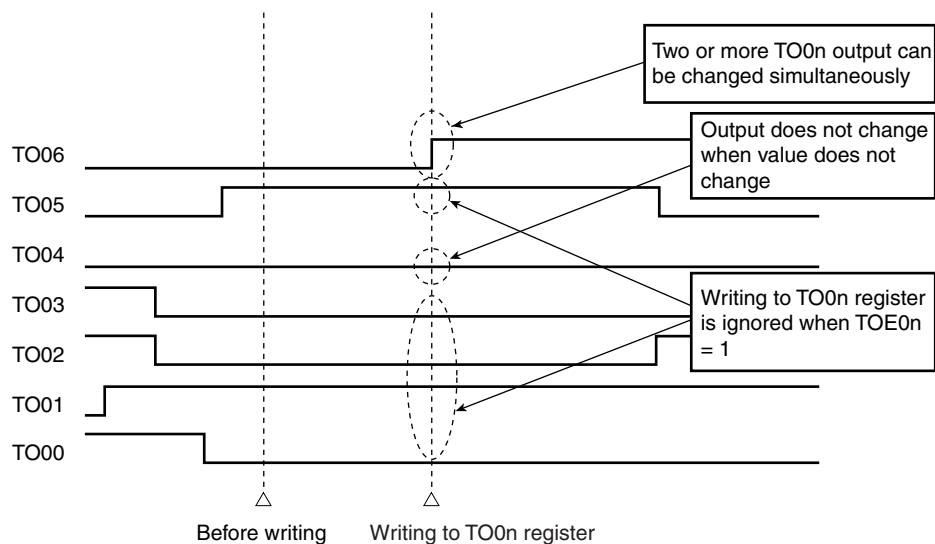 Two or more TO0n output can
be changed simultaneously
Output does not change
when value does not
change
TO06
TO05
TO04
TO03
TO02
TO01
TO00
Writing to TO0n register
is ignored when TOE0n
= 1
Before writing
Writing to TO0n register